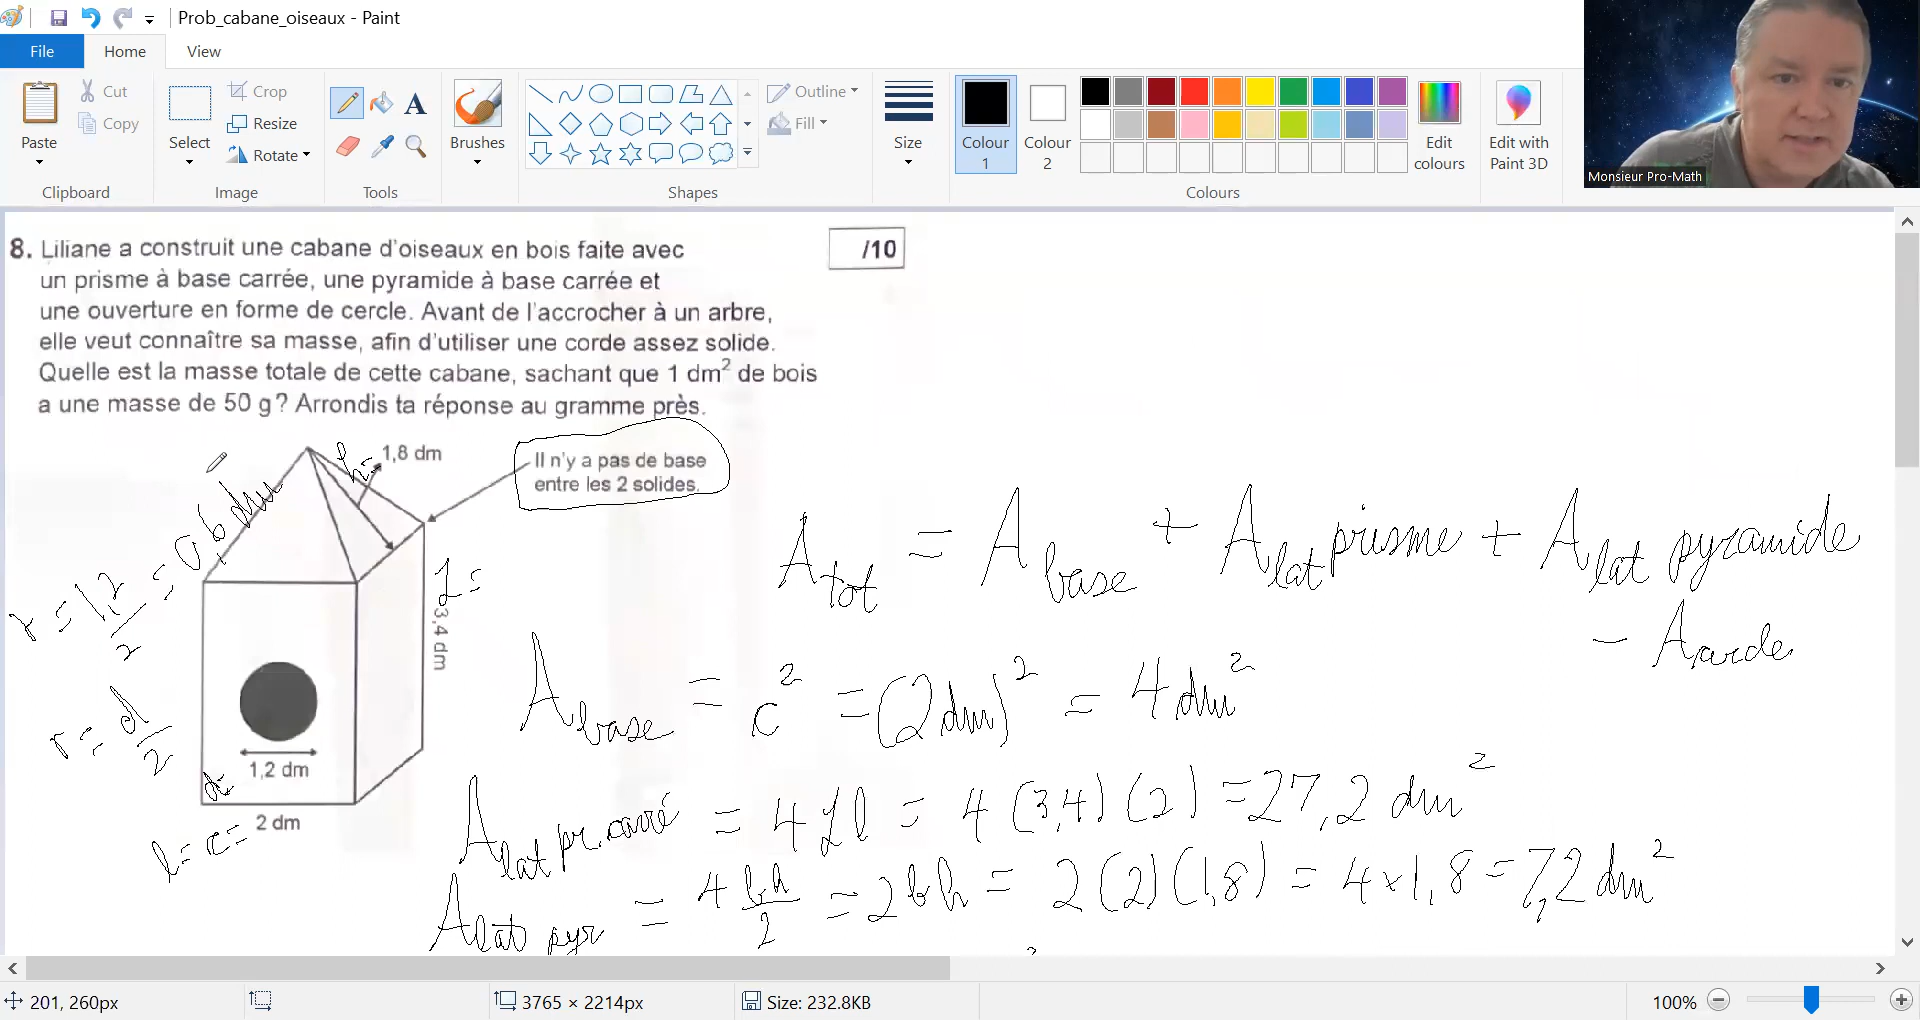 Prob_cabane_oiseaux - Paint
File Home View
Paste
Cut
Copy
Clipboard
Select
Crop
Resize
Rotate
Image
A
Tools
Brushes
Outline
Fill
Shapes
Size
Colour 1
Colour 2
Edit colours
Edit with Paint 3D
Colours
Monsieur Pro-Math
8. Liliane a construit une cabane d'oiseaux en bois faite avec
un prisme à base carrée, une pyramide à base carrée et
une ouverture en forme de cercle. Avant de l'accrocher à un arbre,
elle veut connaître sa masse, afin d'utiliser une corde assez solide.
Quelle est la masse totale de cette cabane, sachant que 1 dm² de bois
a une masse de 50 g? Arrondis ta réponse au gramme près.
/10
h=
1,8 dm
Il n'y a pas de base
entre les 2 solides.
r = 1,2/2 = 0,6 dm
r = d/2
L =
3,4 dm
d=
1,2 dm
l = c = 2 dm
A tot = A base + A lat prisme + A lat pyramide
- A
A base = c² = (2 dm)² = 4 dm²
A lat pr. carré = 4 L l = 4 (3,4) (2) = 27,2 dm²
A lat pyr = 4 bh/2 = 2 b h = 2 (2) (1,8) = 4 x 1,8 = 7,2 dm²
201, 260px
3765 × 2214px
Size: 232.8KB
100%